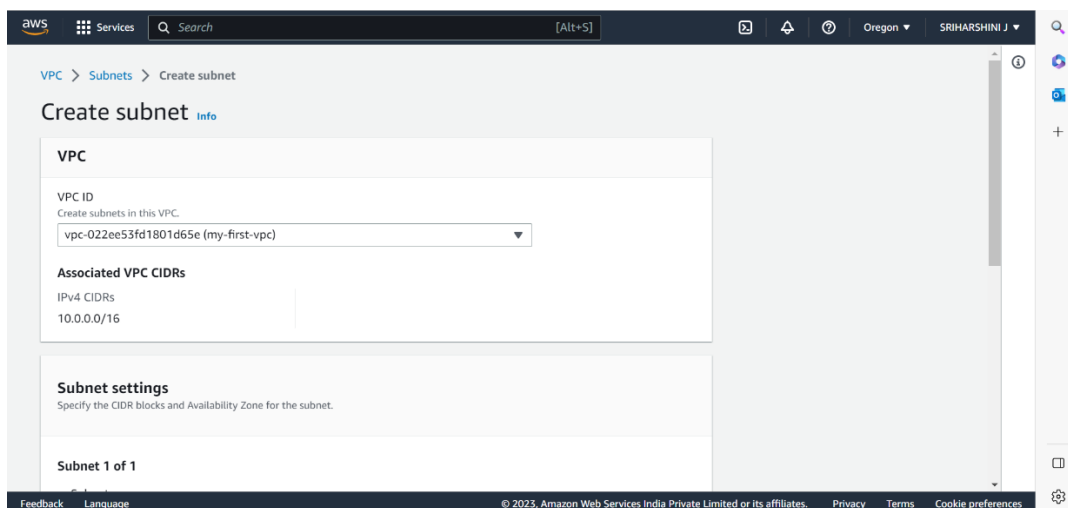 aws Services Search [Alt+S] Oregon SRIHARSHINI J
VPC > Subnets > Create subnet
Create subnet Info
VPC
VPC ID
Create subnets in this VPC.
vpc-022ee53fd1801d65e (my-first-vpc)
Associated VPC CIDRs
IPv4 CIDRs
10.0.0.0/16
Subnet settings
Specify the CIDR blocks and Availability Zone for the subnet.
Subnet 1 of 1
Feedback Language © 2023, Amazon Web Services India Private Limited or its affiliates. Privacy Terms Cookie preferences